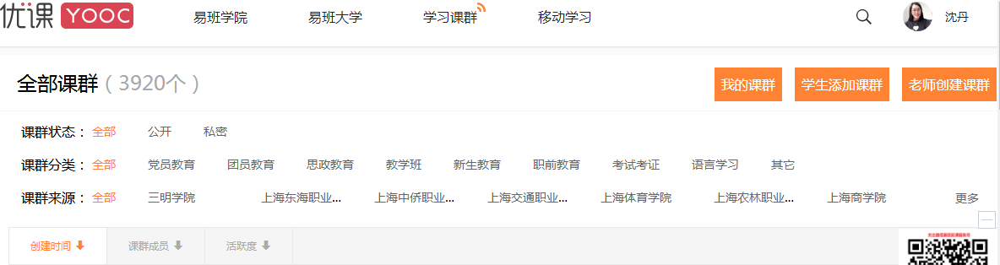 优课 YOOC 易班学院 易班大学 学习课群 移动学习 沈丹
全部课群（3920个） 我的课群 学生添加课群 老师创建课群
课群状态： 全部 公开 私密
课群分类： 全部 党员教育 团员教育 思政教育 教学班 新生教育 职前教育 考试考证 语言学习 其它
课群来源： 全部 三明学院 上海东海职业... 上海中侨职业... 上海交通职业... 上海体育学院 上海农林职业... 上海商学院 更多
创建时间 课群成员 活跃度